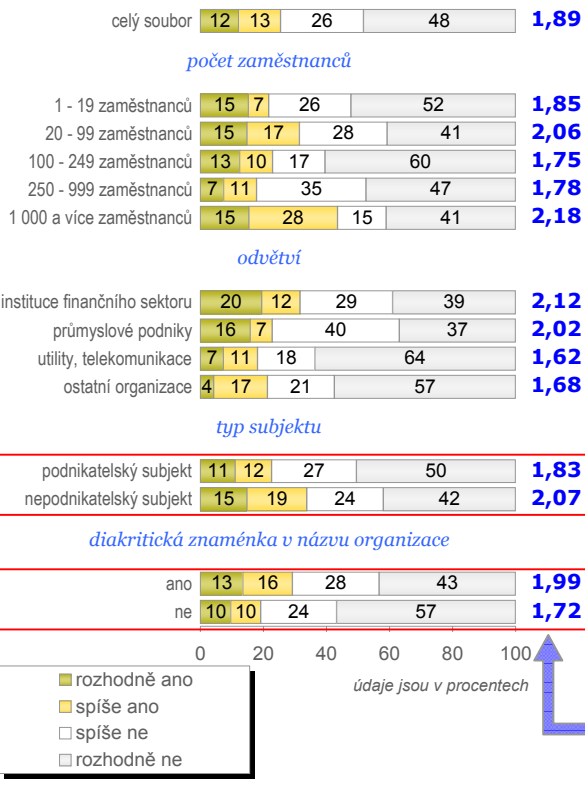 celý soubor 12 13 26 48 1,89
počet zaměstnanců
1 - 19 zaměstnanců 15 7 26 52 1,85
20 - 99 zaměstnanců 15 17 28 41 2,06
100 - 249 zaměstnanců 13 10 17 60 1,75
250 - 999 zaměstnanců 7 11 35 47 1,78
1 000 a více zaměstnanců 15 28 15 41 2,18
odvětví
instituce finančního sektoru 20 12 29 39 2,12
průmyslové podniky 16 7 40 37 2,02
utility, telekomunikace 7 11 18 64 1,62
ostatní organizace 4 17 21 57 1,68
typ subjektu
podnikatelský subjekt 11 12 27 50 1,83
nepodnikatelský subjekt 15 19 24 42 2,07
diakritická znaménka v názvu organizace
ano 13 16 28 43 1,99
ne 10 10 24 57 1,72
0 20 40 60 80 100
údaje jsou v procentech
rozhodně ano
spíše ano
spíše ne
rozhodně ne